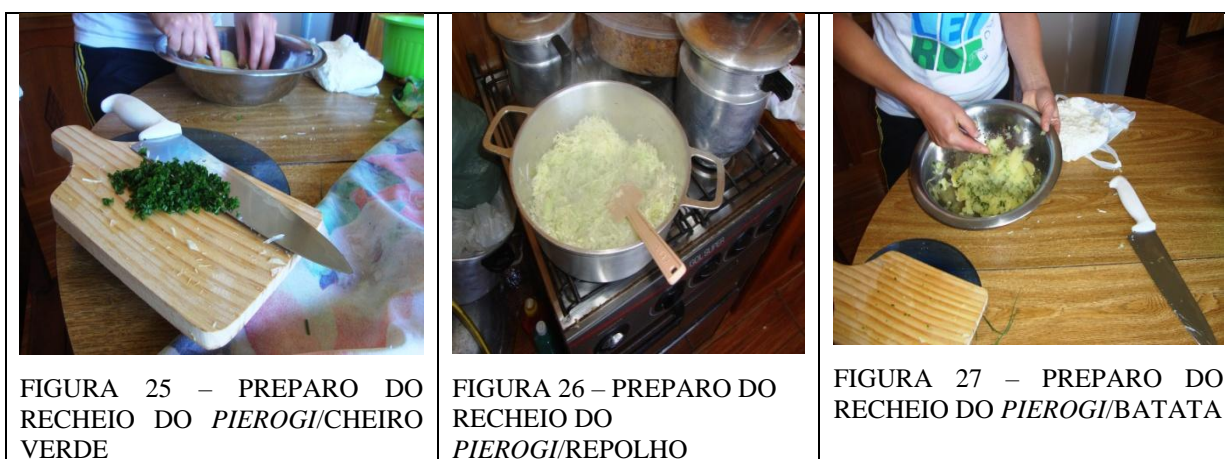 FIGURA 25 – PREPARO DO
RECHEIO DO PIEROGI/CHEIRO
VERDE
FIGURA 26 – PREPARO DO
RECHEIO DO
PIEROGI/REPOLHO
FIGURA 27 – PREPARO DO
RECHEIO DO PIEROGI/BATATA